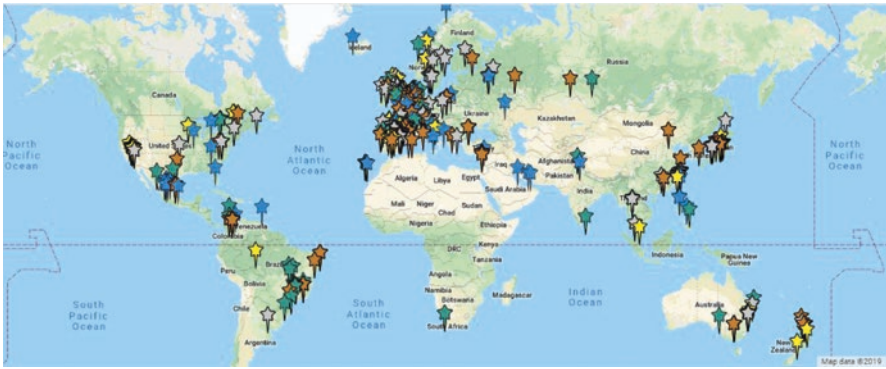 Iceland
Finland
Russia
Canada
Ukraine
Kazakhstan
Mongolia
North
Pacific
Ocean
United
North
Atlantic
Ocean
China
North
Pacific
Ocean
Afghanistan
Iraq
Pakistan
Algeria
Libya
Egypt
Saudi Arabia
India
Mali
Niger
Chad
Sudan
Nigeria
Ethiopia
Venezuela
Colombia
DRC
Kenya
Tanzania
Indonesia
Papua New
Guinea
Peru
Brazil
Bolivia
Angola
Namibia
Botswana
Madagascar
Indian
Ocean
South
Pacific
Ocean
Chile
South
Atlantic
Ocean
Australia
South Africa
Argentina
New
Zealand
Map data ©2019